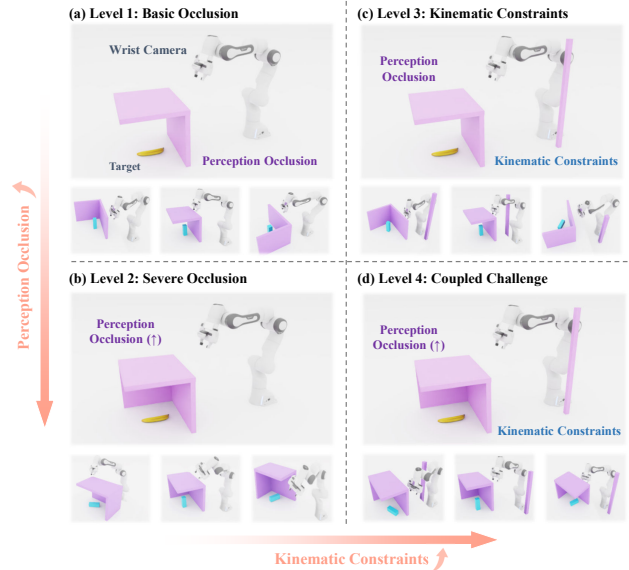 (a) Level 1: Basic Occlusion
Wrist Camera
Target
Perception Occlusion
(c) Level 3: Kinematic Constraints
Perception
Occlusion
Kinematic Constraints
(b) Level 2: Severe Occlusion
Perception
Occlusion (↑)
(d) Level 4: Coupled Challenge
Perception
Occlusion (↑)
Kinematic Constraints
Perception Occlusion
Kinematic Constraints